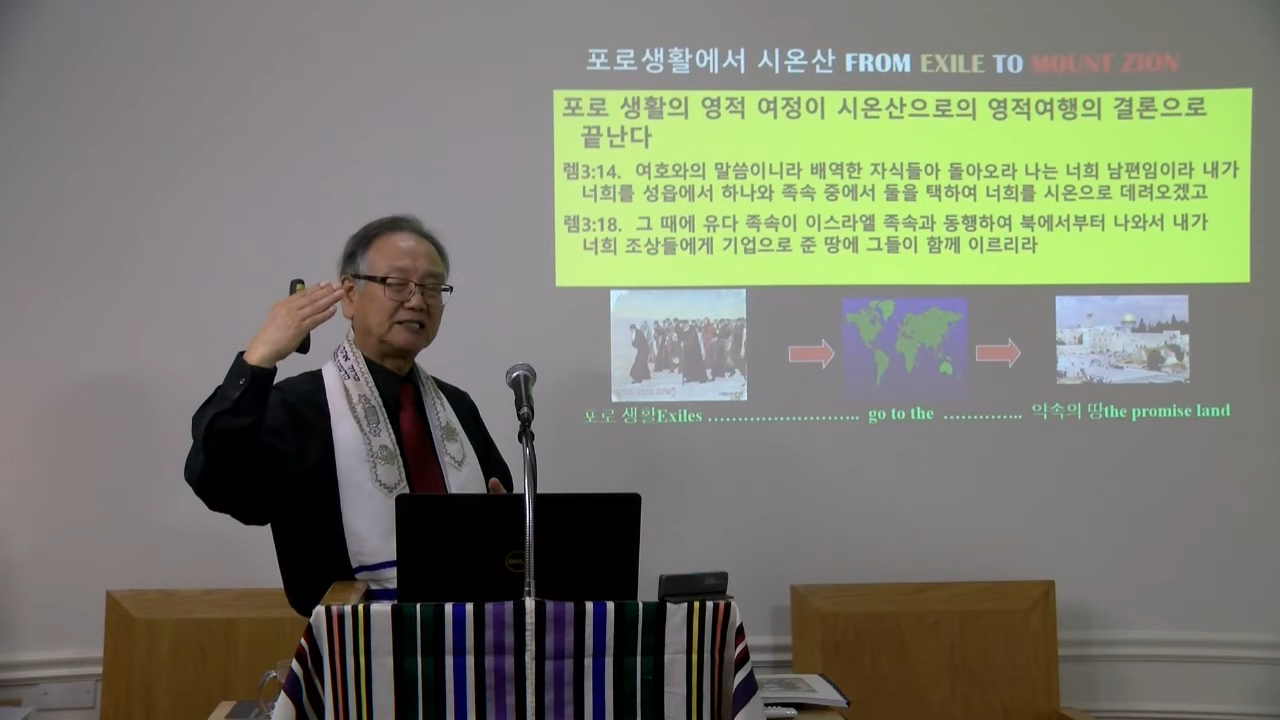 포로생활에서 시온산 FROM EXILE TO MOUNT ZION
포로 생활의 영적 여정이 시온산으로의 영적여행의 결론으로
끝난다
렘3:14. 여호와의 말씀이니라 배역한 자식들아 돌아오라 나는 너희 남편임이라 내가
너희를 성읍에서 하나와 족속 중에서 둘을 택하여 너희를 시온으로 데려오겠고
렘3:18. 그 때에 유다 족속이 이스라엘 족속과 동행하여 북에서부터 나와서 내가
너희 조상들에게 기업으로 준 땅에 그들이 함께 이르리라
포로 생활Exiles ……………………….. go to the ………….. 약속의 땅the promise land
DELL